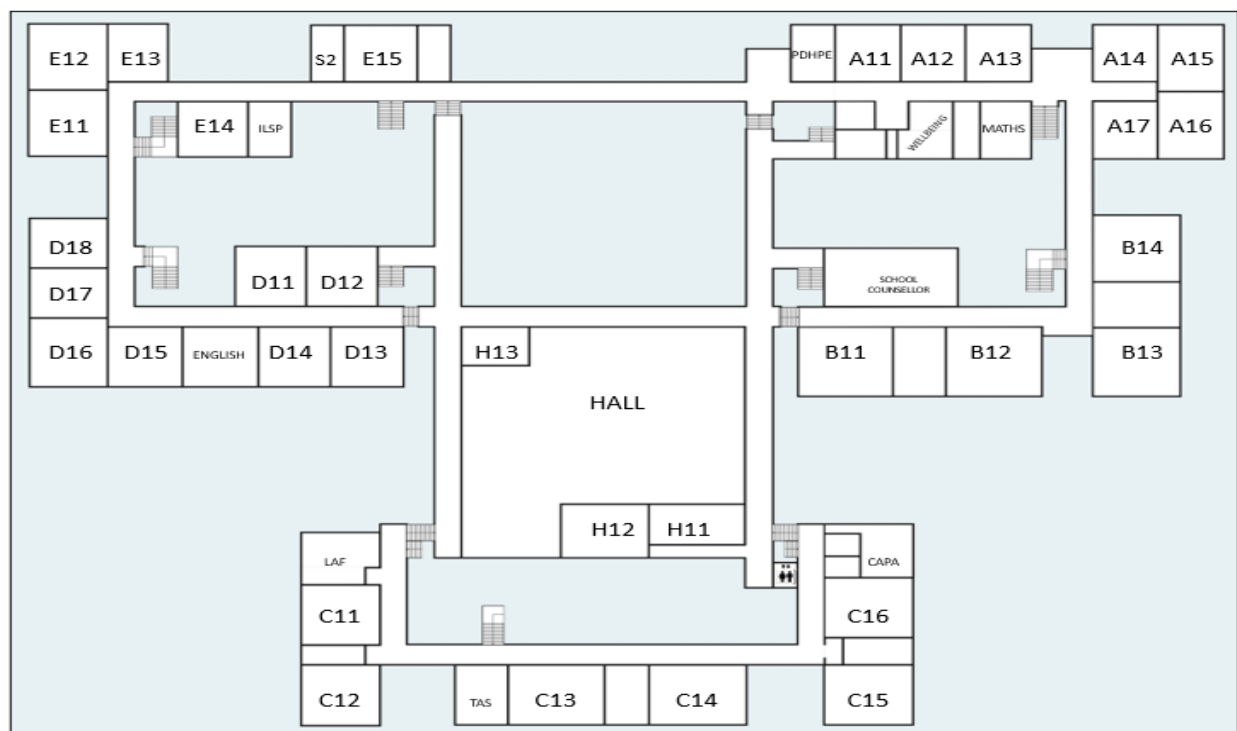 E12
E13
S2
E15
PDHPE
A11
A12
A13
A14
A15
E11
E14
ILSP
WELLBEING
MATHS
A17
A16
D18
D17
D11
D12
SCHOOL
COUNSELLOR
B14
D16
D15
ENGLISH
D14
D13
H13
HALL
B11
B12
B13
H12
H11
LAF
CAPA
C11
C16
C12
TAS
C13
C14
C15